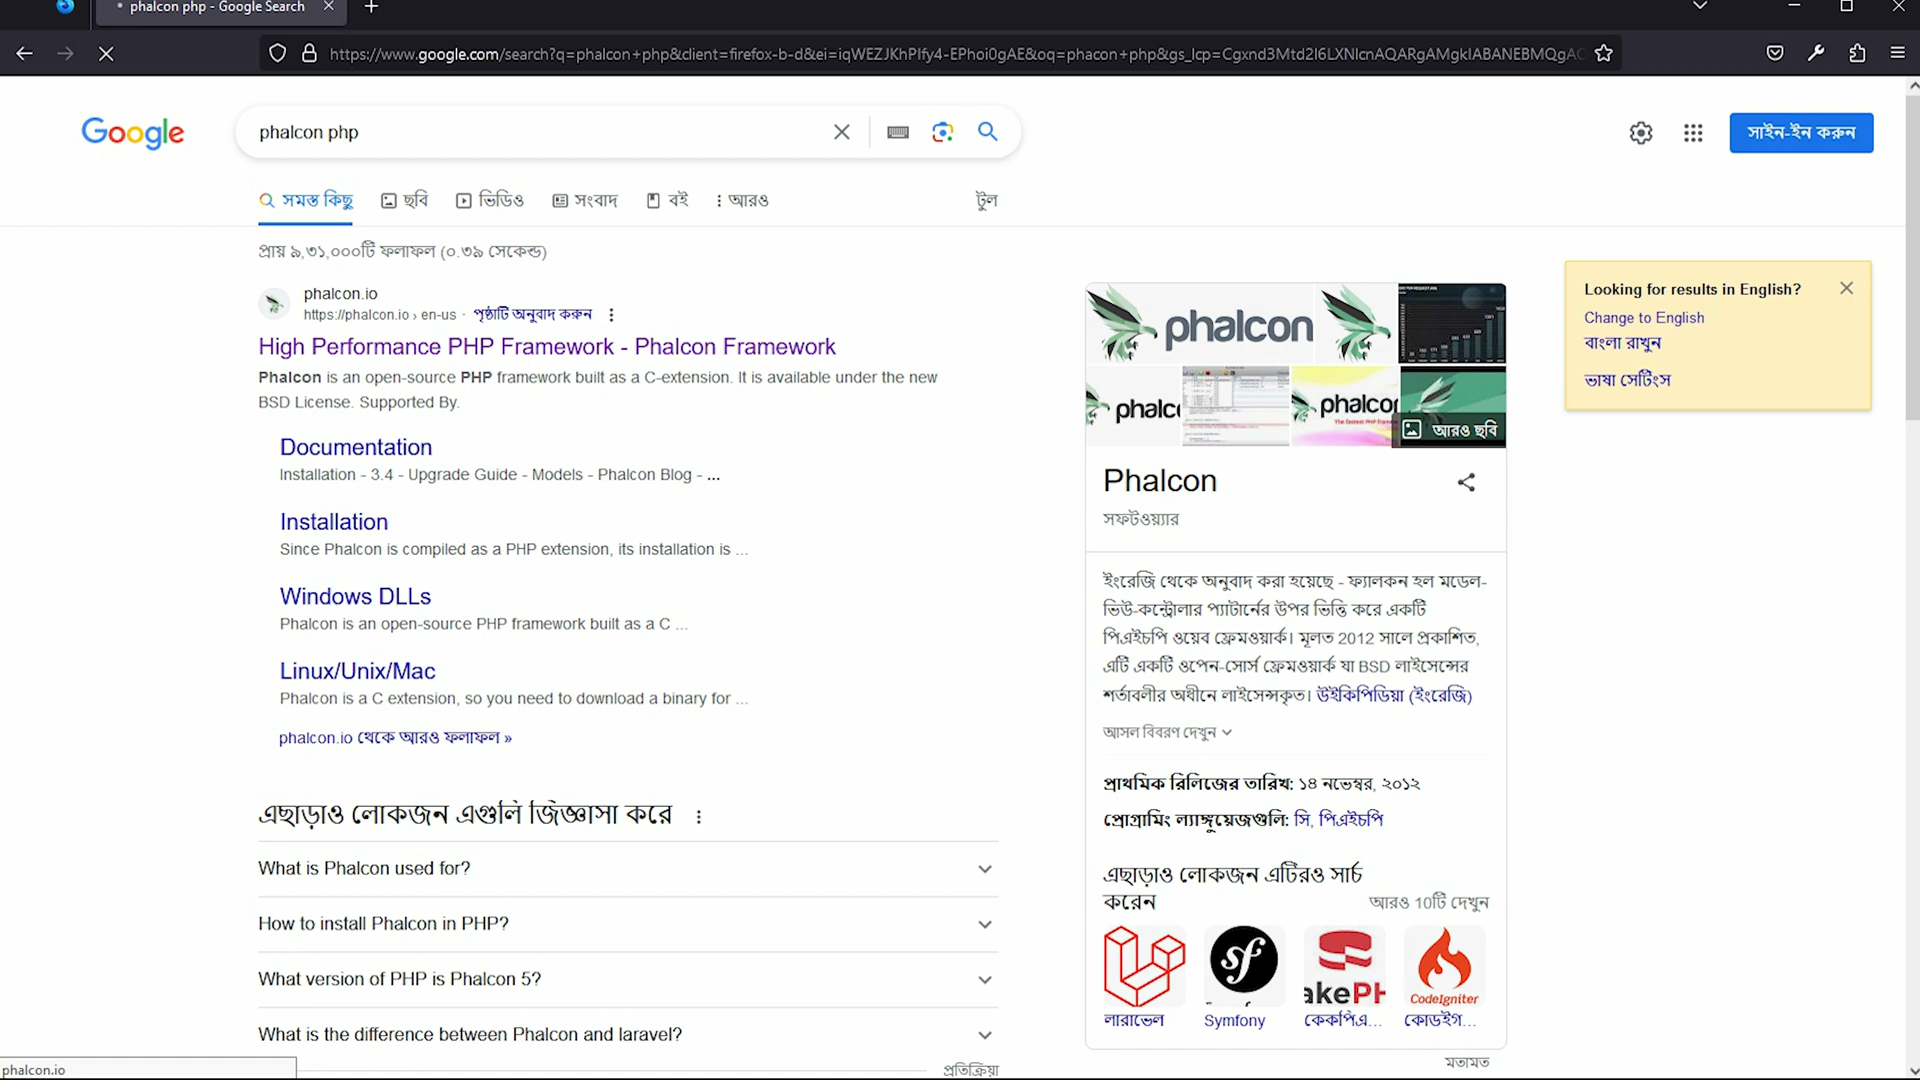 phalcon php - Google Search
https://www.google.com/search?q=phalcon+php&client=firefox-b-d&ei=iqWEZJKhPIfy4-EPhoi0gAE&oq=phacon+php&gs_lcp=Cgxnd3Mtd2l6LXNlcnAQARgAMgkIABANEBMQgAC
Google
phalcon php
সাইন-ইন করুন
সমস্ত কিছু
ছবি
ভিডিও
সংবাদ
বই
আরও
টুল
প্রায় ৯,৩১,০০০টি ফলাফল (০.৩৯ সেকেন্ড)
phalcon.io
https://phalcon.io › en-us · পৃষ্ঠাটি অনুবাদ করুন
High Performance PHP Framework - Phalcon Framework
Phalcon is an open-source PHP framework built as a C-extension. It is available under the new
BSD License. Supported By.
Documentation
Installation - 3.4 - Upgrade Guide - Models - Phalcon Blog - ...
Installation
Since Phalcon is compiled as a PHP extension, its installation is ...
Windows DLLs
Phalcon is an open-source PHP framework built as a C ...
Linux/Unix/Mac
Phalcon is a C extension, so you need to download a binary for ...
phalcon.io থেকে আরও ফলাফল »
এছাড়াও লোকজন এগুলি জিজ্ঞাসা করে
What is Phalcon used for?
How to install Phalcon in PHP?
What version of PHP is Phalcon 5?
What is the difference between Phalcon and laravel?
প্রতিক্রিয়া
phalcon
phalc
phalcon
আরও ছবি
Phalcon
সফটওয়্যার
ইংরেজি থেকে অনুবাদ করা হয়েছে - ফ্যালকন হল মডেল-
ভিউ-কন্ট্রোলার প্যাটার্নের উপর ভিত্তি করে একটি
পিএইচপি ওয়েব ফ্রেমওয়ার্ক। মূলত 2012 সালে প্রকাশিত,
এটি একটি ওপেন-সোর্স ফ্রেমওয়ার্ক যা BSD লাইসেন্সের
শর্তাবলীর অধীনে লাইসেন্সকৃত। উইকিপিডিয়া (ইংরেজি)
আসল বিবরণ দেখুন
প্রাথমিক রিলিজের তারিখ: ১৪ নভেম্বর, ২০১২
প্রোগ্রামিং ল্যাঙ্গুয়েজগুলি: সি, পিএইচপি
এছাড়াও লোকজন এটিরও সার্চ
করেন
আরও 10টি দেখুন
sf
akePH
CodeIgniter
লারাভেল
Symfony
কেকপিএ...
কোডইগ...
মতামত
Looking for results in English?
Change to English
বাংলা রাখুন
ভাষা সেটিংস
phalcon.io